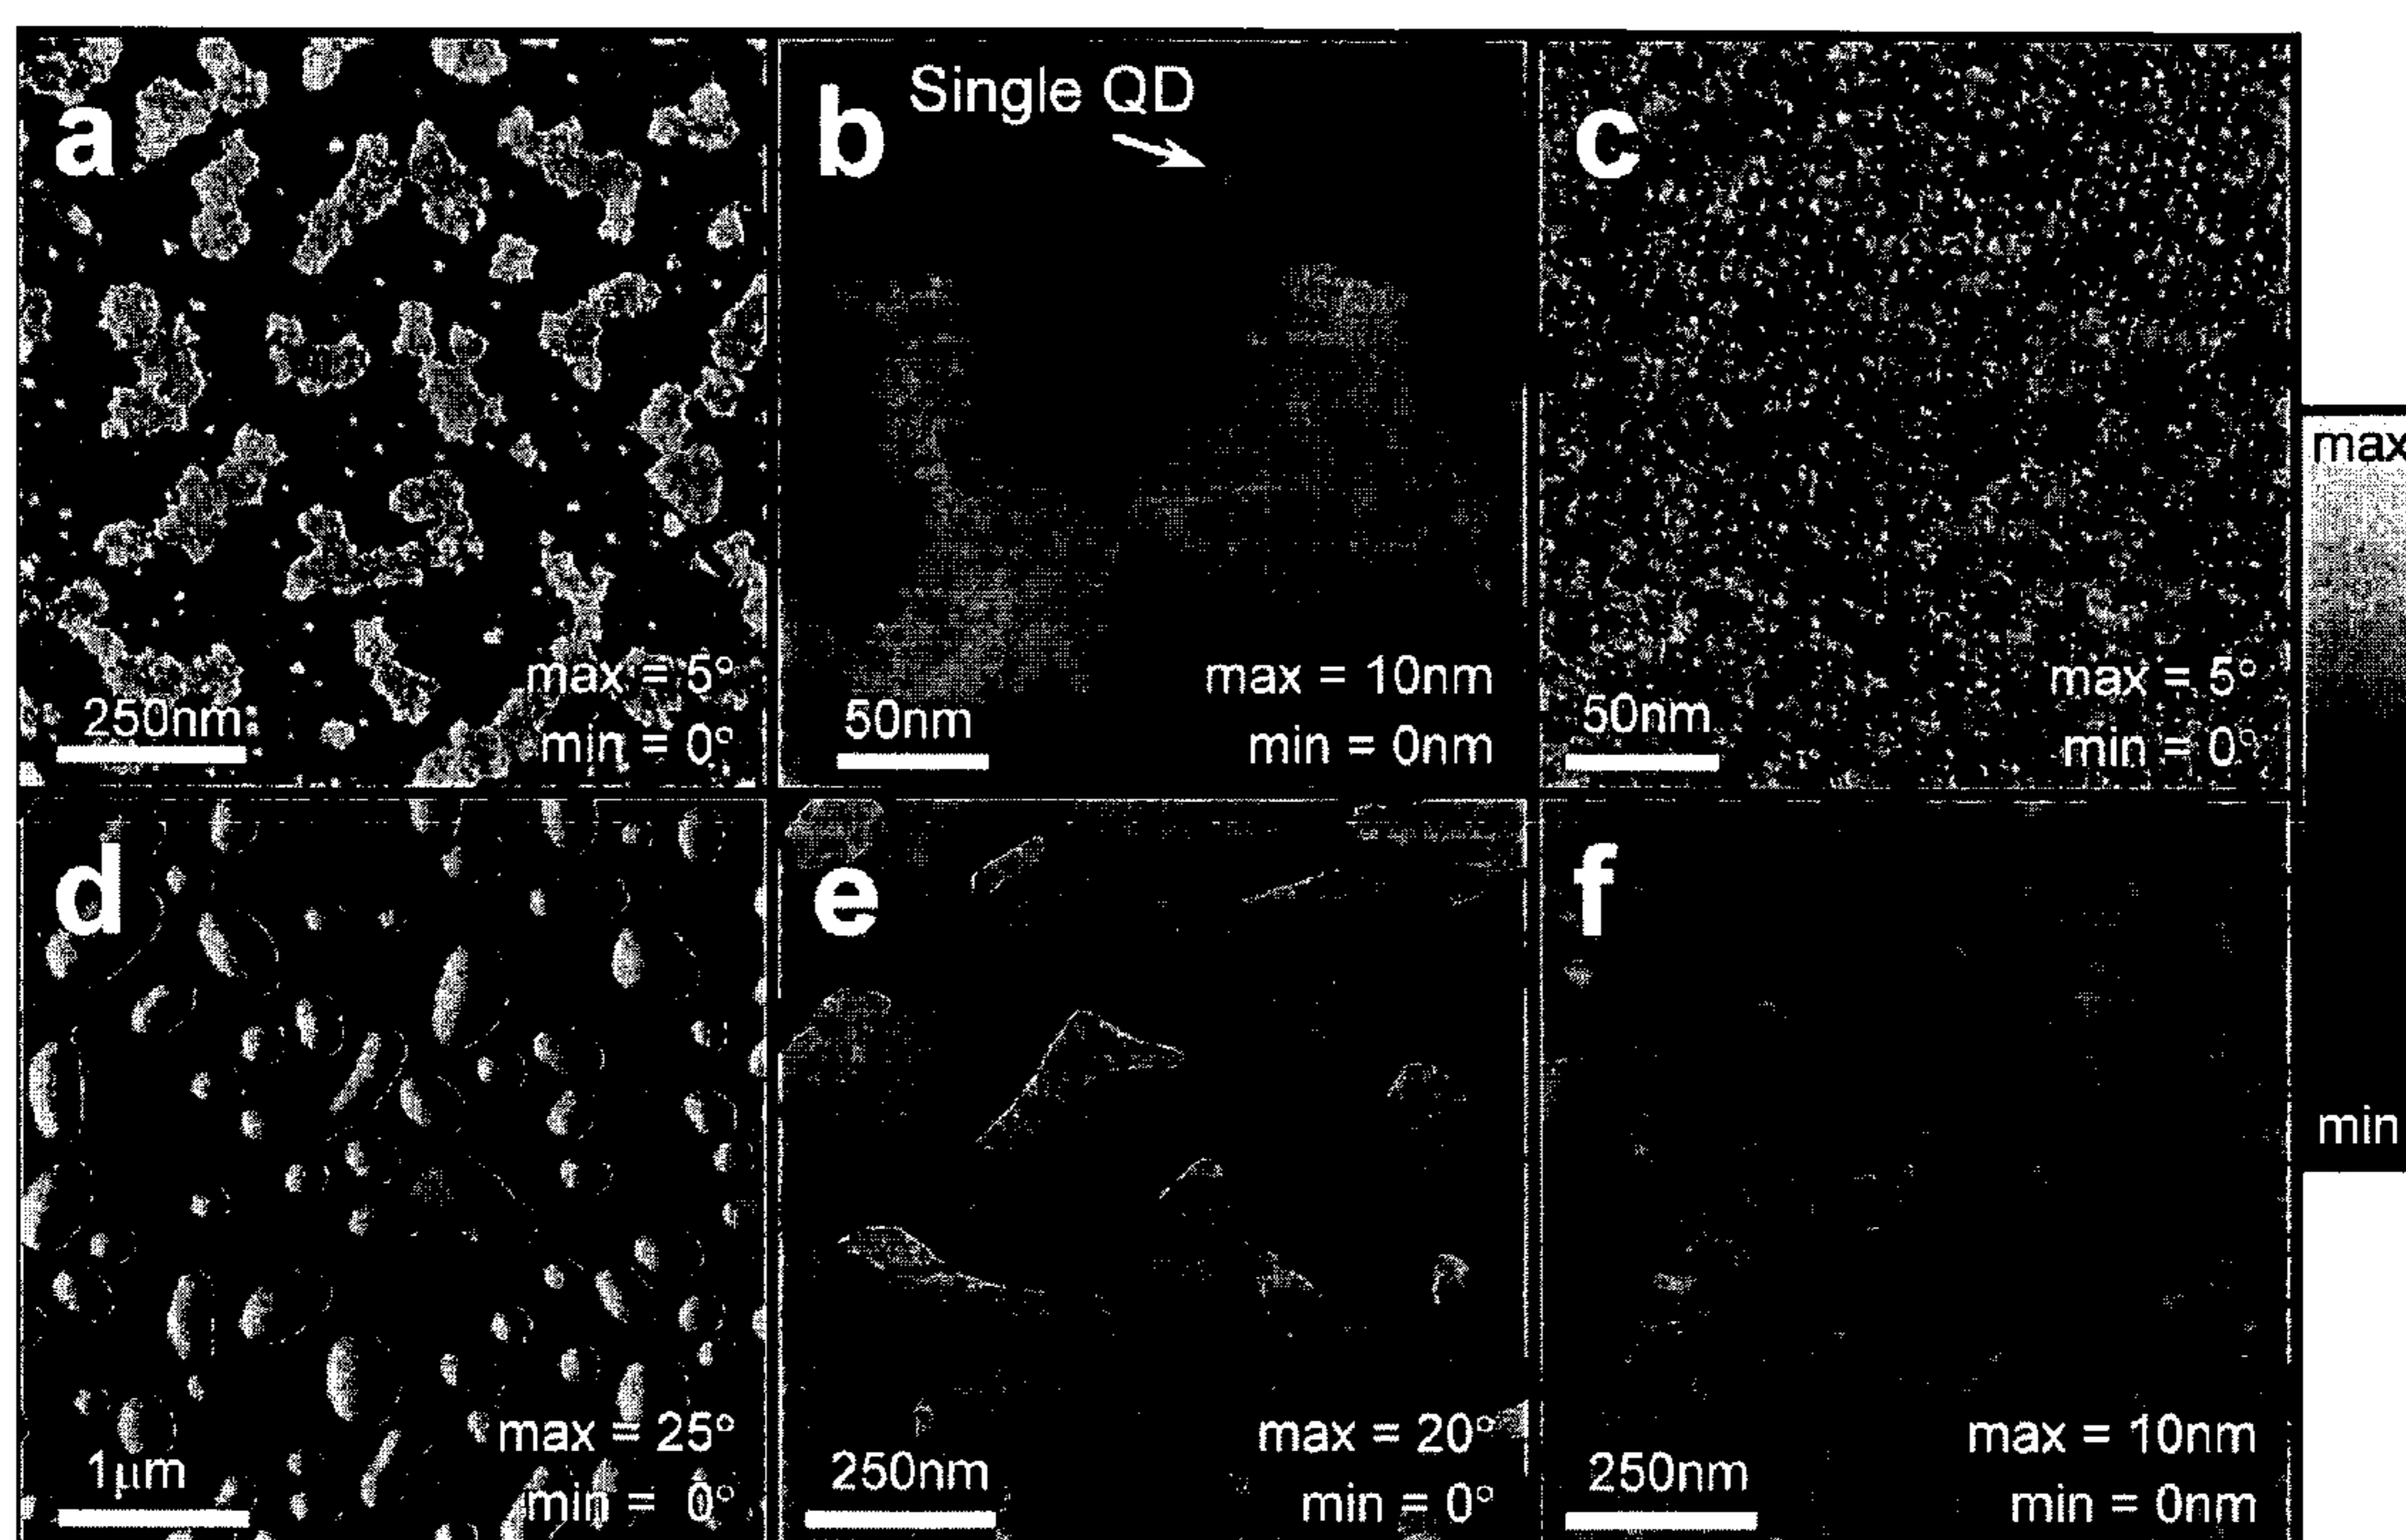 a
Single QD
b
c
max = 5°
min = 0°
250nm
max = 10nm
min = 0nm
50nm
max = 5°
min = 0°
50nm
max
min
d
max = 25°
min = 0°
1μm
e
max = 20°
min = 0°
250nm
f
max = 10nm
min = 0nm
250nm